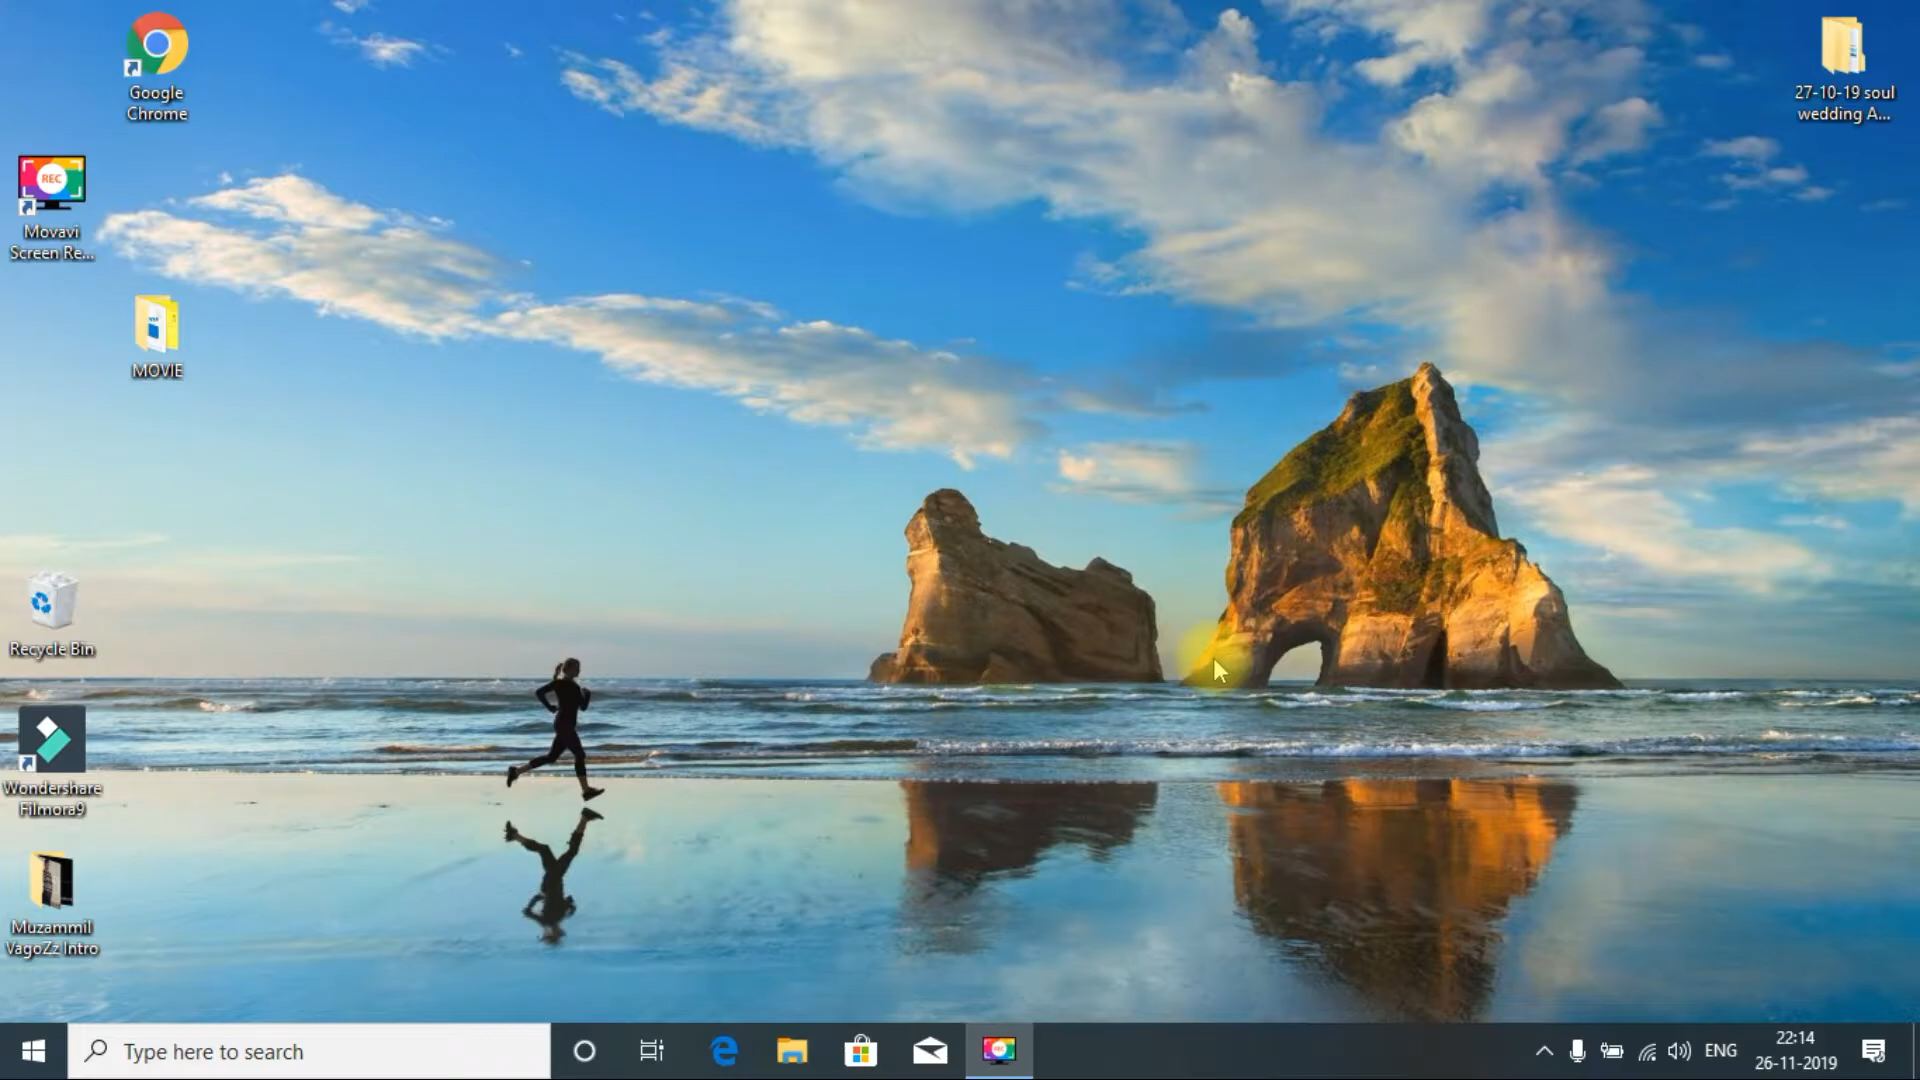 Google
Chrome
27-10-19 soul
wedding A...
REC
Movavi
Screen Re...
MOVIE
Recycle Bin
Wondershare
Filmora9
Muzammil
VagoZz Intro
Type here to search
ENG
22:14
26-11-2019